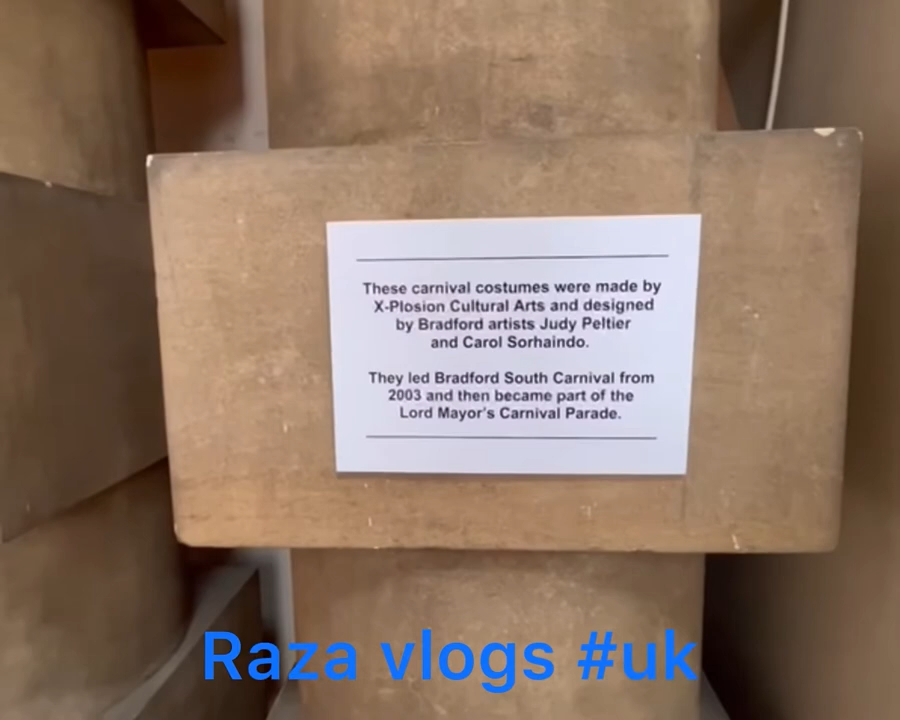 These carnival costumes were made by
X-Plosion Cultural Arts and designed
by Bradford artists Judy Peltier
and Carol Sorhaindo.
They led Bradford South Carnival from
2003 and then became part of the
Lord Mayor's Carnival Parade.
Raza vlogs #uk